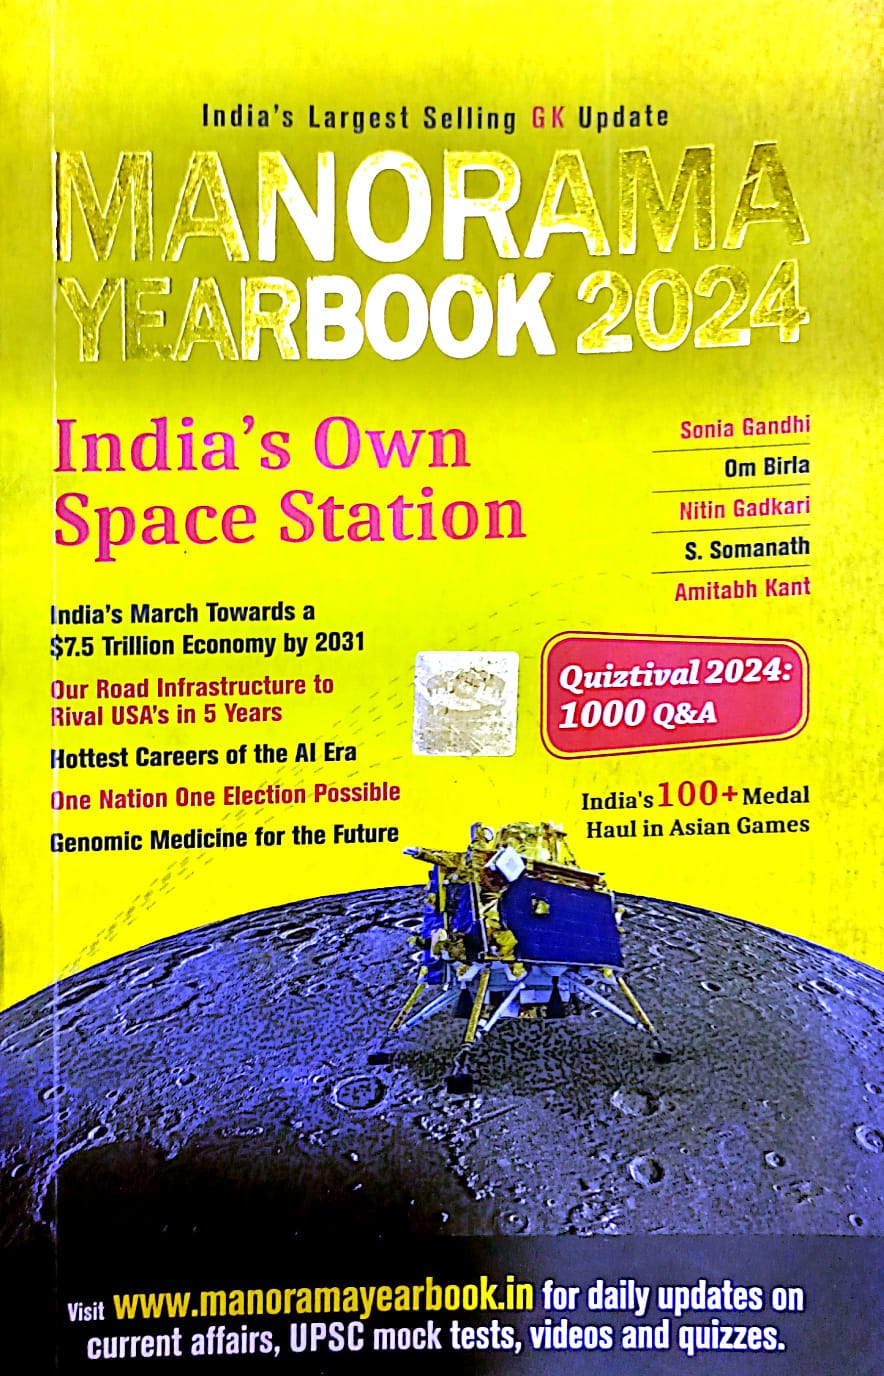 India's Largest Selling GK Update
MANORAMA
YEARBOOK 2024
India's Own
Space Station
Sonia Gandhi
Om Birla
Nitin Gadkari
S. Somanath
Amitabh Kant
India's March Towards a
$7.5 Trillion Economy by 2031
Our Road Infrastructure to
Rival USA's in 5 Years
Hottest Careers of the AI Era
One Nation One Election Possible
Genomic Medicine for the Future
Quiztival 2024:
1000 Q&A
India's 100+ Medal
Haul in Asian Games
Visit www.manoramayearbook.in for daily updates on
current affairs, UPSC mock tests, videos and quizzes.